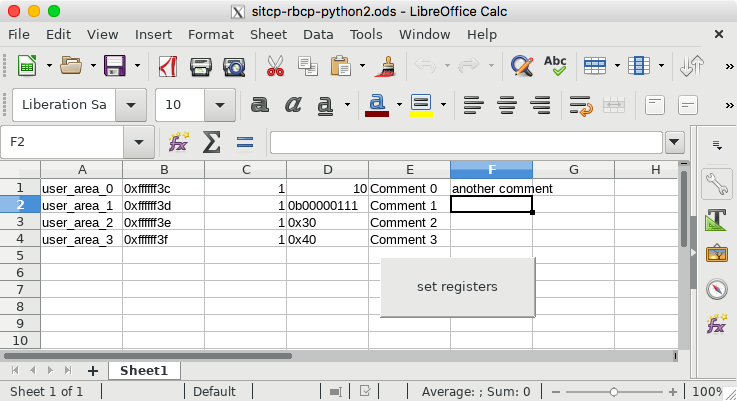 sitcp-rbcp-python2.ods - LibreOffice Calc
File Edit View Insert Format Sheet Data Tools Window Help
Abc
Liberation Sa 10 a a a a
F2
A B C D E F G H
1 user_area_0 0xffffff3c 1 10 Comment 0 another comment
2 user_area_1 0xffffff3d 1 0b00000111 Comment 1
3 user_area_2 0xffffff3e 1 0x30 Comment 2
4 user_area_3 0xffffff3f 1 0x40 Comment 3
5
6
7
8
9
10
set registers
Sheet1
Sheet 1 of 1 Default Average: ; Sum: 0 100%